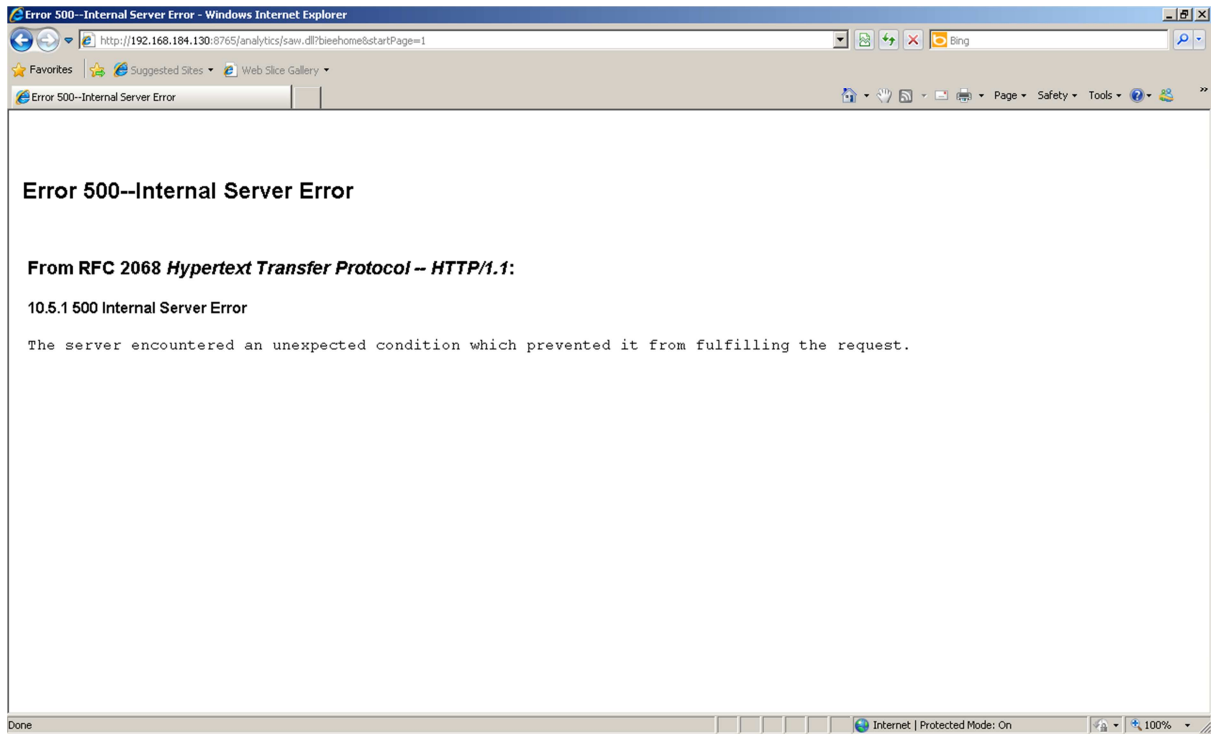 Error 500--Internal Server Error - Windows Internet Explorer
http://192.168.184.130:8765/analytics/saw.dll?bieehome&startPage=1
Bing
Favorites Suggested Sites Web Slice Gallery
Error 500--Internal Server Error
Page Safety Tools
Error 500--Internal Server Error
From RFC 2068 Hypertext Transfer Protocol -- HTTP/1.1:
10.5.1 500 Internal Server Error
The server encountered an unexpected condition which prevented it from fulfilling the request.
Done
Internet | Protected Mode: On
100%